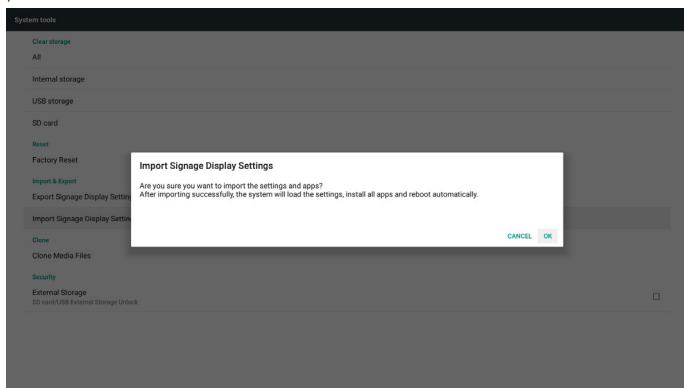 System tools
Clear storage
All
Internal storage
USB storage
SD card
Reset
Factory Reset
Import & Export
Export Signage Display Setting
Import Signage Display Settin
Clone
Clone Media Files
Security
External Storage
SD card/USB External Storage Unlock
Import Signage Display Settings
Are you sure you want to import the settings and apps?
After importing successfully, the system will load the settings, install all apps and reboot automatically.
CANCEL OK